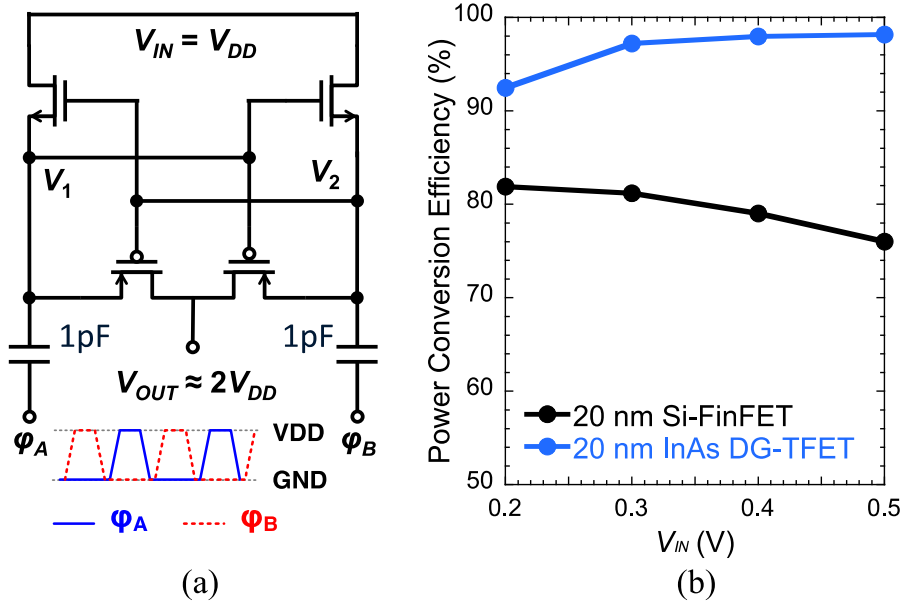 V_IN = V_DD
V_1
V_2
1pF
1pF
V_OUT ≈ 2V_DD
φ_A
φ_B
VDD
GND
φ_A
φ_B
(a)
Power Conversion Efficiency (%)
100
90
80
70
60
50
20 nm Si-FinFET
20 nm InAs DG-TFET
0.2
0.3
0.4
0.5
V_IN (V)
(b)